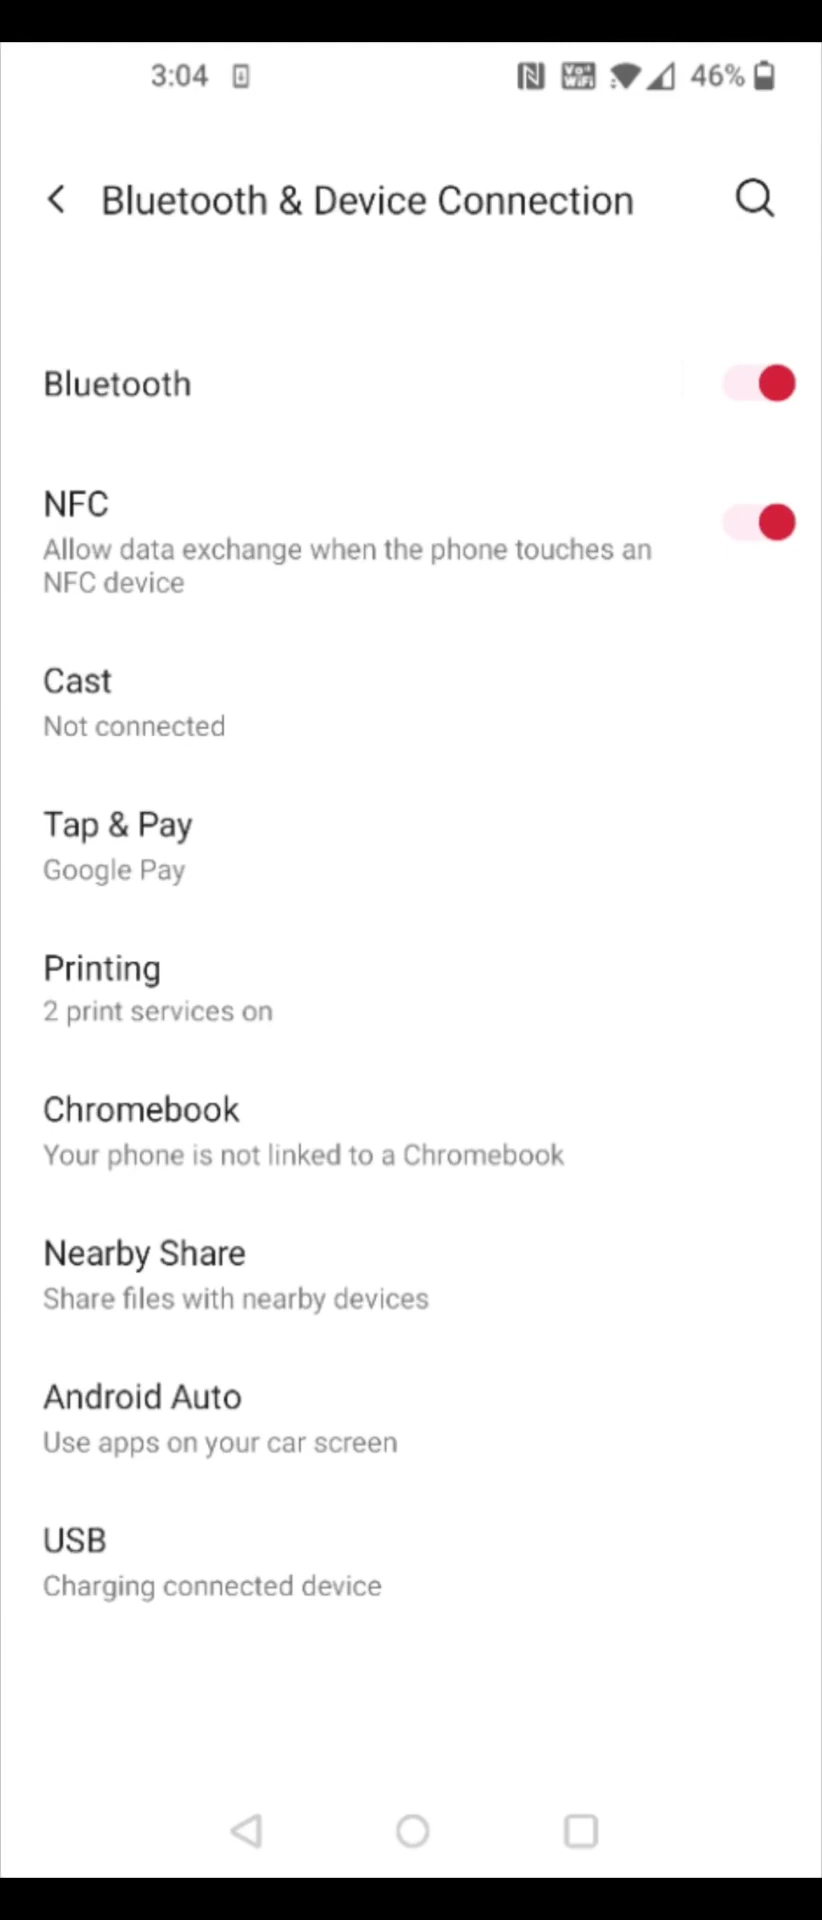 3:04
46%
Bluetooth & Device Connection
Bluetooth
NFC
Allow data exchange when the phone touches an
NFC device
Cast
Not connected
Tap & Pay
Google Pay
Printing
2 print services on
Chromebook
Your phone is not linked to a Chromebook
Nearby Share
Share files with nearby devices
Android Auto
Use apps on your car screen
USB
Charging connected device